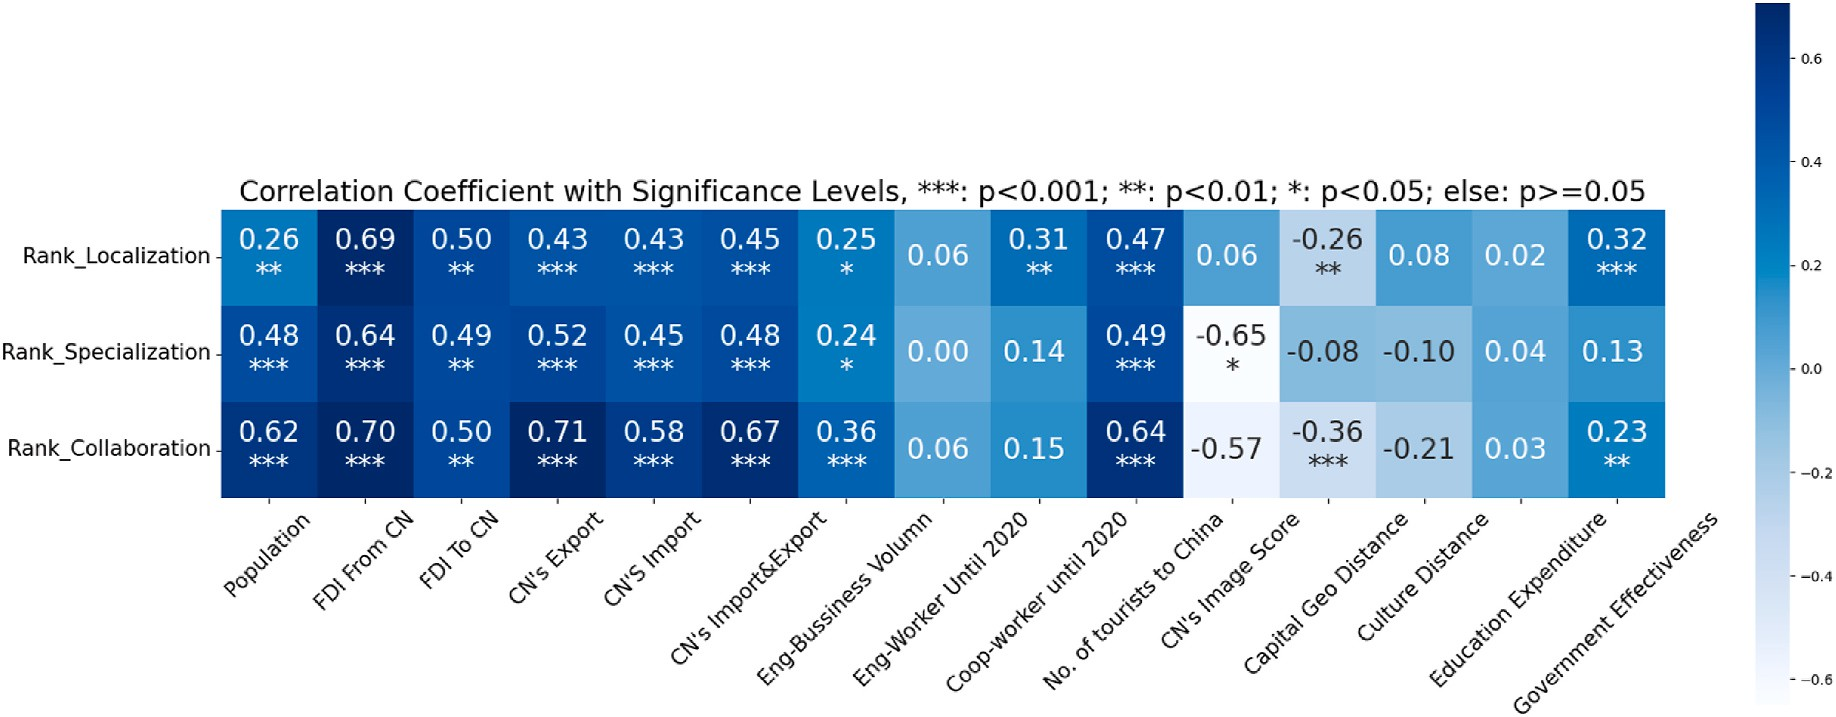 Correlation Coefficient with Significance Levels, ***: p<0.001; **: p<0.01; *: p<0.05; else: p>=0.05
Rank_Localization
0.26 0.69 0.50 0.43 0.43 0.45 0.25 0.06 0.31 0.47 0.06 -0.26 0.08 0.02 0.32
** *** ** *** *** *** * ** *** ** ***
Rank_Specialization
0.48 0.64 0.49 0.52 0.45 0.48 0.24 0.00 0.14 0.49 -0.65 -0.08 -0.10 0.04 0.13
*** *** ** *** *** *** * *** *
Rank_Collaboration
0.62 0.70 0.50 0.71 0.58 0.67 0.36 0.06 0.15 0.64 -0.57 -0.36 -0.21 0.03 0.23
*** *** ** *** *** *** *** *** *** **
Population
FDI From CN
FDI To CN
CN's Export
CN'S Import
CN's Import&Export
Eng-Bussiness Volumn
Eng-Worker Until 2020
Coop-worker until 2020
No. of tourists to China
CN's Image Score
Capital Geo Distance
Culture Distance
Education Expenditure
Government Effectiveness
0.6
0.4
0.2
0.0
−0.2
−0.4
−0.6